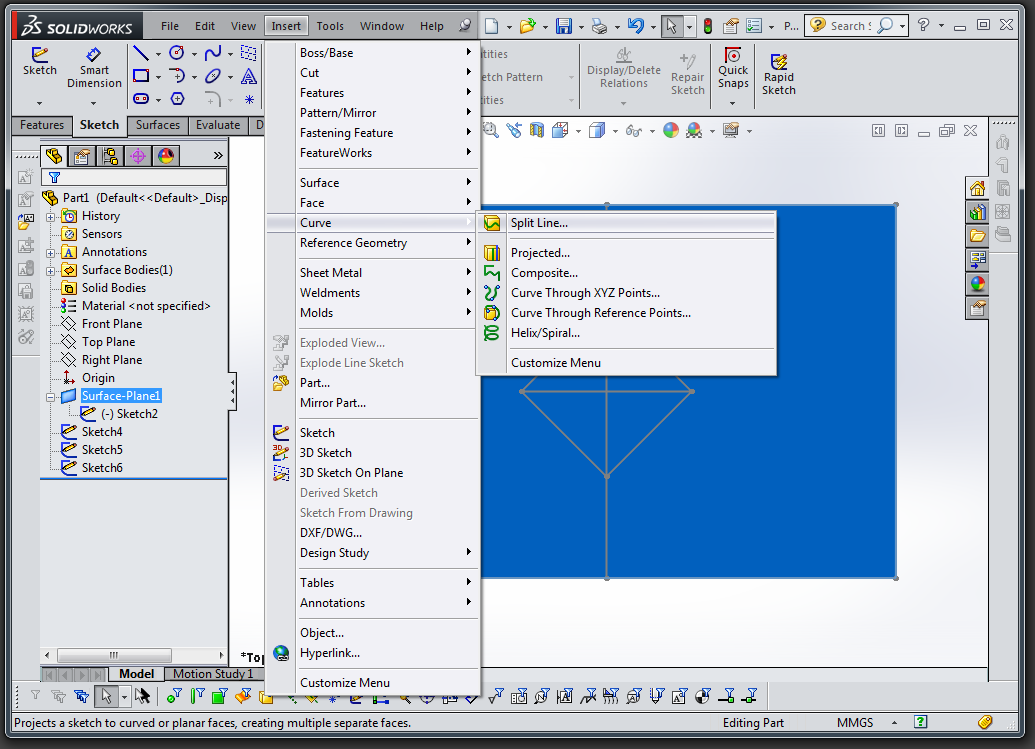 SOLIDWORKS File Edit View Insert Tools Window Help P... Search
Sketch Smart Dimension
Display/Delete Relations Repair Sketch Quick Snaps Rapid Sketch
Features Sketch Surfaces Evaluate D
Part1 (Default<<Default>_Disp
History
Sensors
Annotations
Surface Bodies(1)
Solid Bodies
Material <not specified>
Front Plane
Top Plane
Right Plane
Origin
Surface-Plane1
(-) Sketch2
Sketch4
Sketch5
Sketch6
Boss/Base
Cut
Features
Pattern/Mirror
Fastening Feature
FeatureWorks
Surface
Face
Curve
Reference Geometry
Sheet Metal
Weldments
Molds
Exploded View...
Explode Line Sketch
Part...
Mirror Part...
Sketch
3D Sketch
3D Sketch On Plane
Derived Sketch
Sketch From Drawing
DXF/DWG...
Design Study
Tables
Annotations
Object...
Hyperlink...
Customize Menu
Split Line...
Projected...
Composite...
Curve Through XYZ Points...
Curve Through Reference Points...
Helix/Spiral...
Customize Menu
tities
etch Pattern
ities
*Top
Model Motion Study 1
Projects a sketch to curved or planar faces, creating multiple separate faces. Editing Part MMGS